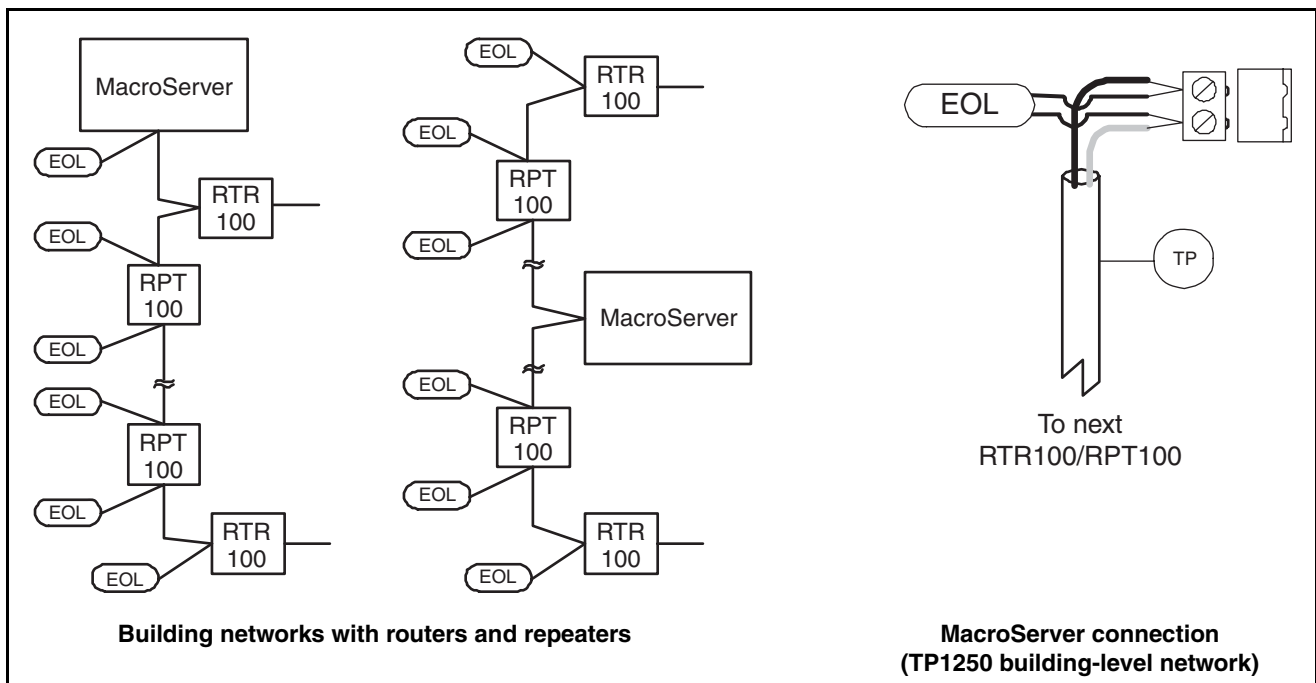 MacroServer
EOL
RTR
100
EOL
RPT
100
EOL
EOL
RPT
100
EOL
RTR
100
EOL
EOL
RTR
100
EOL
RPT
100
EOL
MacroServer
EOL
RPT
100
EOL
RTR
100
EOL
Building networks with routers and repeaters
EOL
TP
To next
RTR100/RPT100
MacroServer connection
(TP1250 building-level network)